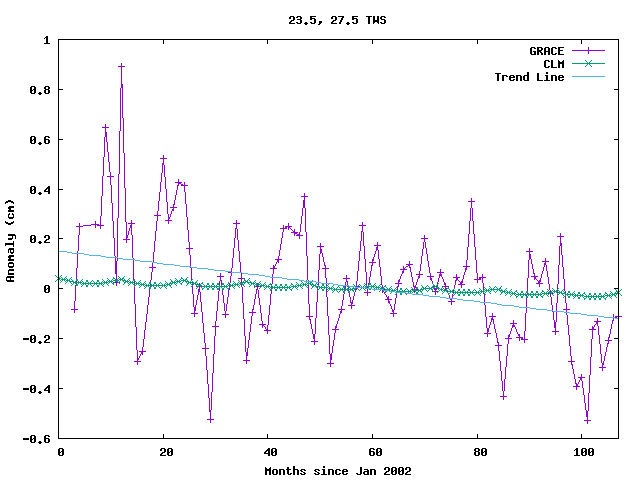 23.5, 27.5 TWS
GRACE
CLM
Trend Line
1
0.8
0.6
0.4
0.2
0
-0.2
-0.4
-0.6
Anomaly (cm)
0 20 40 60 80 100
Months since Jan 2002